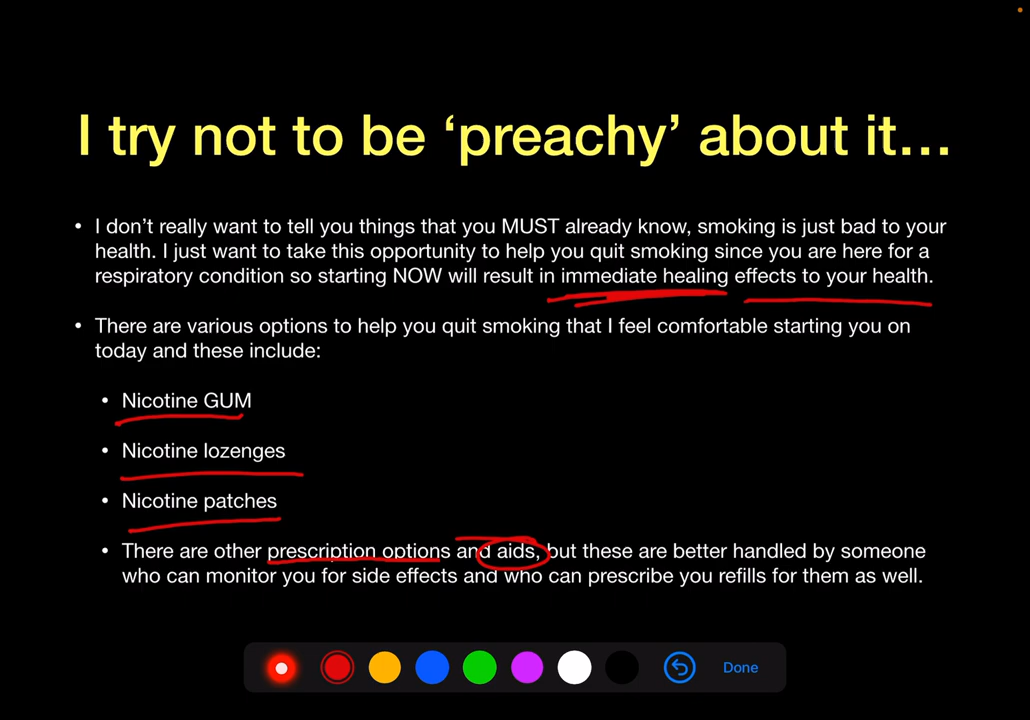 I try not to be ‘preachy’ about it…
• I don’t really want to tell you things that you MUST already know, smoking is just bad to your
health. I just want to take this opportunity to help you quit smoking since you are here for a
respiratory condition so starting NOW will result in immediate healing effects to your health.
• There are various options to help you quit smoking that I feel comfortable starting you on
today and these include:
• Nicotine GUM
• Nicotine lozenges
• Nicotine patches
• There are other prescription options and aids, but these are better handled by someone
who can monitor you for side effects and who can prescribe you refills for them as well.
Done